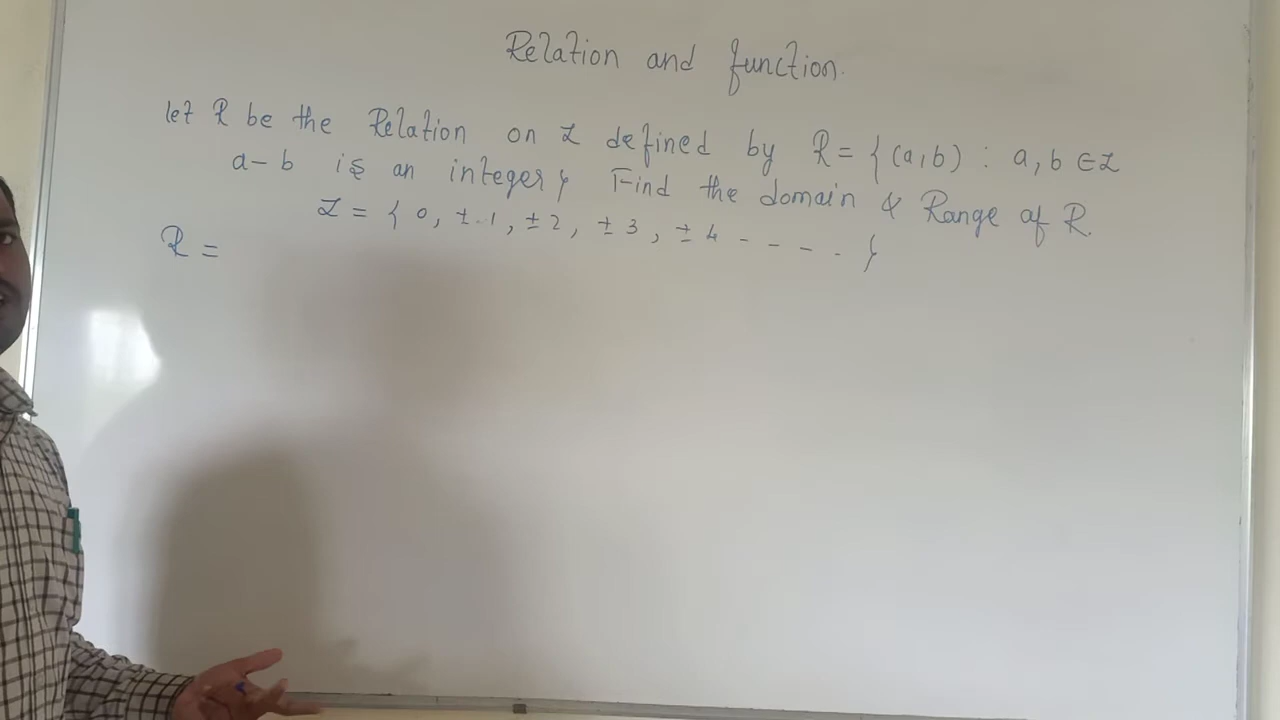 Relation and function.
let R be the Relation on Z defined by R = { (a,b) : a, b ∈ Z
a - b is an integer} Find the domain & Range of R.
Z = { 0, ± 1, ± 2, ± 3, ± 4 - - - - . }
R =